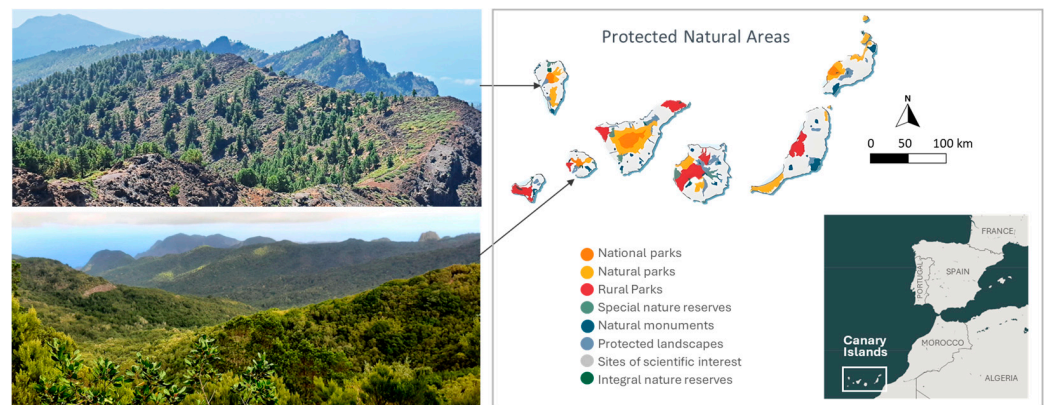 Protected Natural Areas
N
0 50 100 km
National parks
Natural parks
Rural Parks
Special nature reserves
Natural monuments
Protected landscapes
Sites of scientific interest
Integral nature reserves
FRANCE
PORTUGAL
SPAIN
MOROCCO
Canary
Islands
ALGERIA